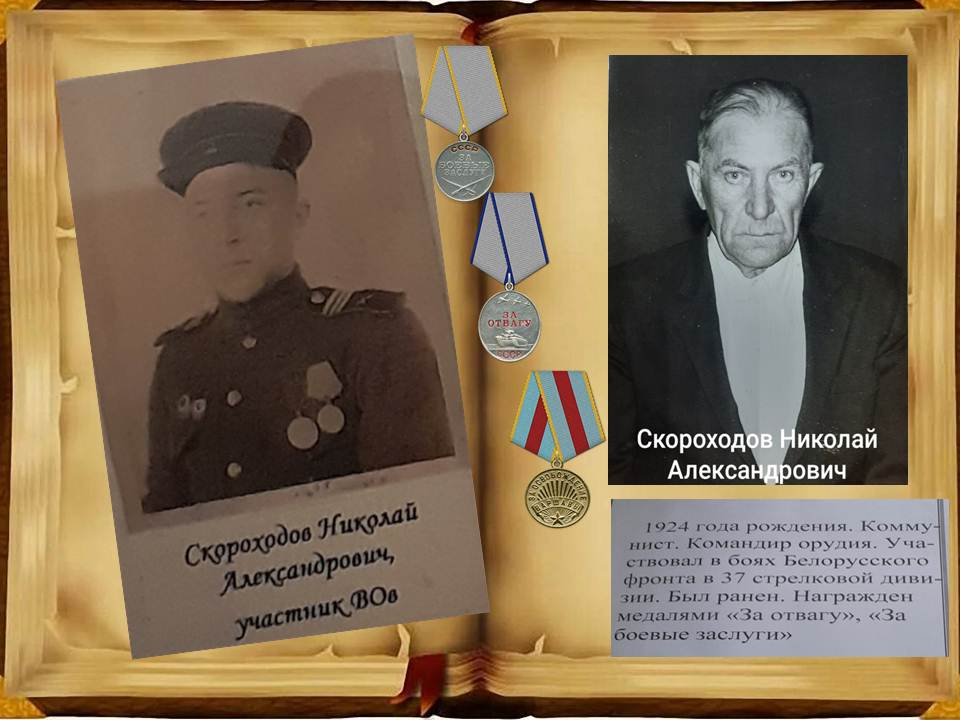 Скороходов Николай
Александрович,
участник ВОв
СССР
ЗА
БОЕВЫЕ
ЗАСЛУГИ
ЗА
ОТВАГУ
СССР
ЗА ОСВОБОЖДЕНИЕ
ВАРШАВЫ
Скороходов Николай
Александрович
1924 года рождения. Комму-
нист. Командир орудия. Уча-
ствовал в боях Белорусского
фронта в 37 стрелковой диви-
зии. Был ранен. Награжден
медалями «За отвагу», «За
боевые заслуги»